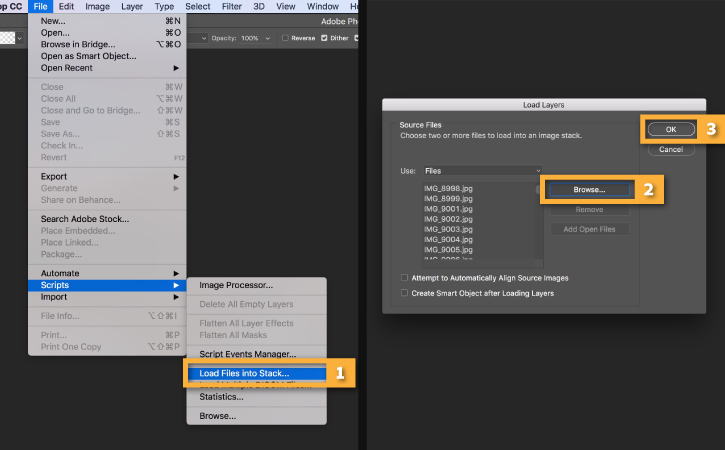 op CC File Edit Image Layer Type Select Filter 3D View Window H
Adobe Pho
Opacity: 100% Reverse Dither
New... ⌘N
Open... ⌘O
Browse in Bridge... ⌥⌘O
Open as Smart Object...
Open Recent ▶
Close ⌘W
Close All ⌥⌘W
Close and Go to Bridge... ⇧⌘W
Save ⌘S
Save As... ⇧⌘S
Check In...
Revert F12
Export ▶
Generate ▶
Share on Behance...
Search Adobe Stock...
Place Embedded...
Place Linked...
Package...
Automate ▶
Scripts ▶
Import ▶
File Info... ⌥⇧⌘I
Print... ⌘P
Print One Copy ⌥⇧⌘P
Image Processor...
Delete All Empty Layers
Flatten All Layer Effects
Flatten All Masks
Script Events Manager...
Load Files into Stack... 1
Statistics...
Browse...
Load Layers
Source Files
Choose two or more files to load into an image stack.
OK 3
Cancel
Use: Files
Browse... 2
Remove
Add Open Files
IMG_8998.jpg
IMG_8999.jpg
IMG_9001.jpg
IMG_9002.jpg
IMG_9003.jpg
IMG_9004.jpg
IMG_9005.jpg
Attempt to Automatically Align Source Images
Create Smart Object after Loading Layers